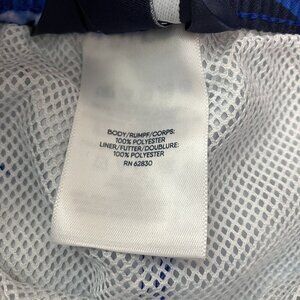 BODY/RUMPF/CORPS:
100% POLYESTER
LINER/FUTTER/DOUBLURE:
100% POLYESTER
RN 62830